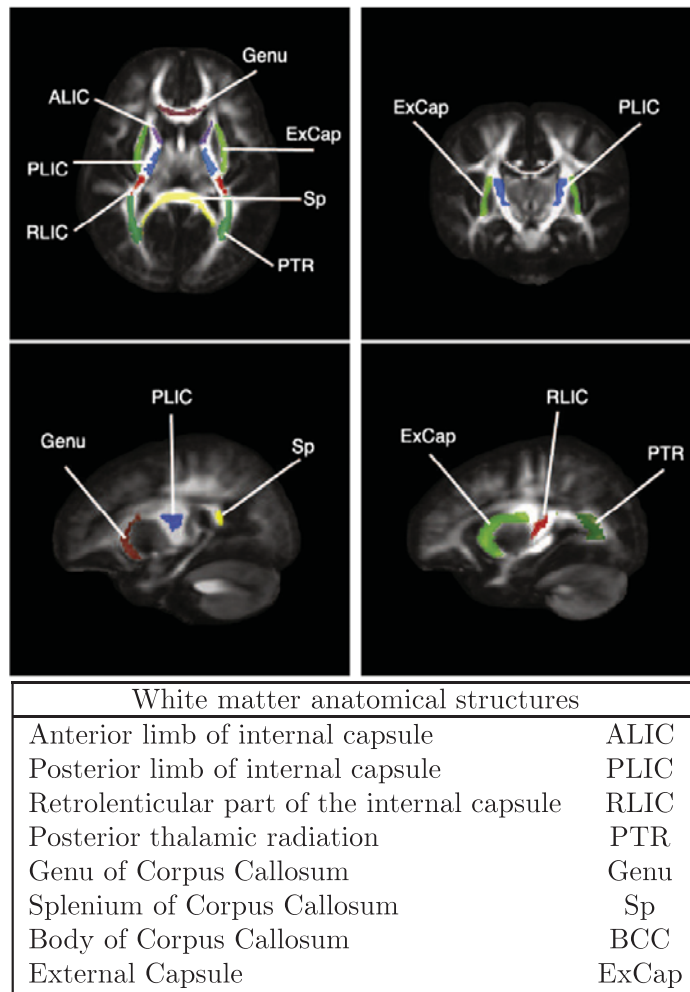 Genu
ALIC
ExCap
PLIC
Sp
RLIC
PTR
ExCap
PLIC
PLIC
Genu
Sp
RLIC
ExCap
PTR
White matter anatomical structures
Anterior limb of internal capsule ALIC
Posterior limb of internal capsule PLIC
Retrolenticular part of the internal capsule RLIC
Posterior thalamic radiation PTR
Genu of Corpus Callosum Genu
Splenium of Corpus Callosum Sp
Body of Corpus Callosum BCC
External Capsule ExCap